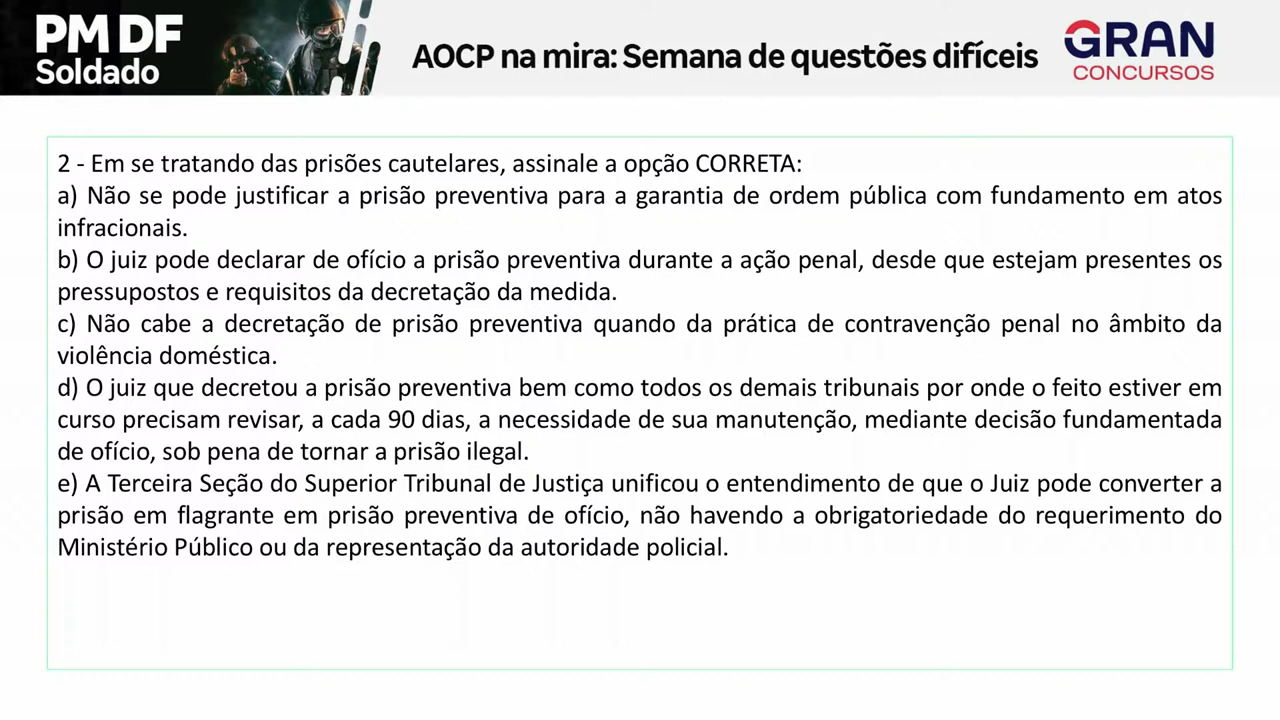 PM DF
Soldado
AOCP na mira: Semana de questões difíceis
GRAN
CONCURSOS
2 - Em se tratando das prisões cautelares, assinale a opção CORRETA:
a) Não se pode justificar a prisão preventiva para a garantia de ordem pública com fundamento em atos
infracionais.
b) O juiz pode declarar de ofício a prisão preventiva durante a ação penal, desde que estejam presentes os
pressupostos e requisitos da decretação da medida.
c) Não cabe a decretação de prisão preventiva quando da prática de contravenção penal no âmbito da
violência doméstica.
d) O juiz que decretou a prisão preventiva bem como todos os demais tribunais por onde o feito estiver em
curso precisam revisar, a cada 90 dias, a necessidade de sua manutenção, mediante decisão fundamentada
de ofício, sob pena de tornar a prisão ilegal.
e) A Terceira Seção do Superior Tribunal de Justiça unificou o entendimento de que o Juiz pode converter a
prisão em flagrante em prisão preventiva de ofício, não havendo a obrigatoriedade do requerimento do
Ministério Público ou da representação da autoridade policial.